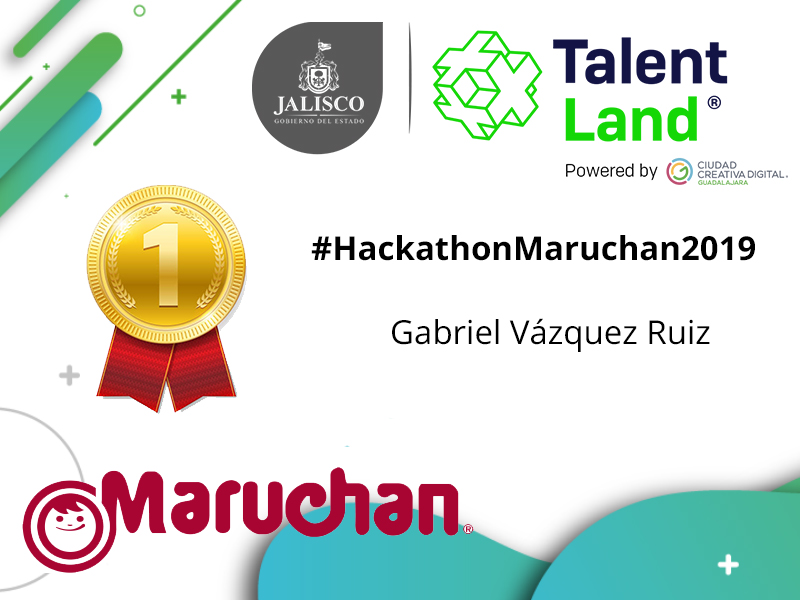 JALISCO
GOBIERNO DEL ESTADO
Talent
Land®
Powered by
CIUDAD
CREATIVA DIGITAL.
GUADALAJARA
1
#HackathonMaruchan2019
Gabriel Vázquez Ruiz
Maruchan®